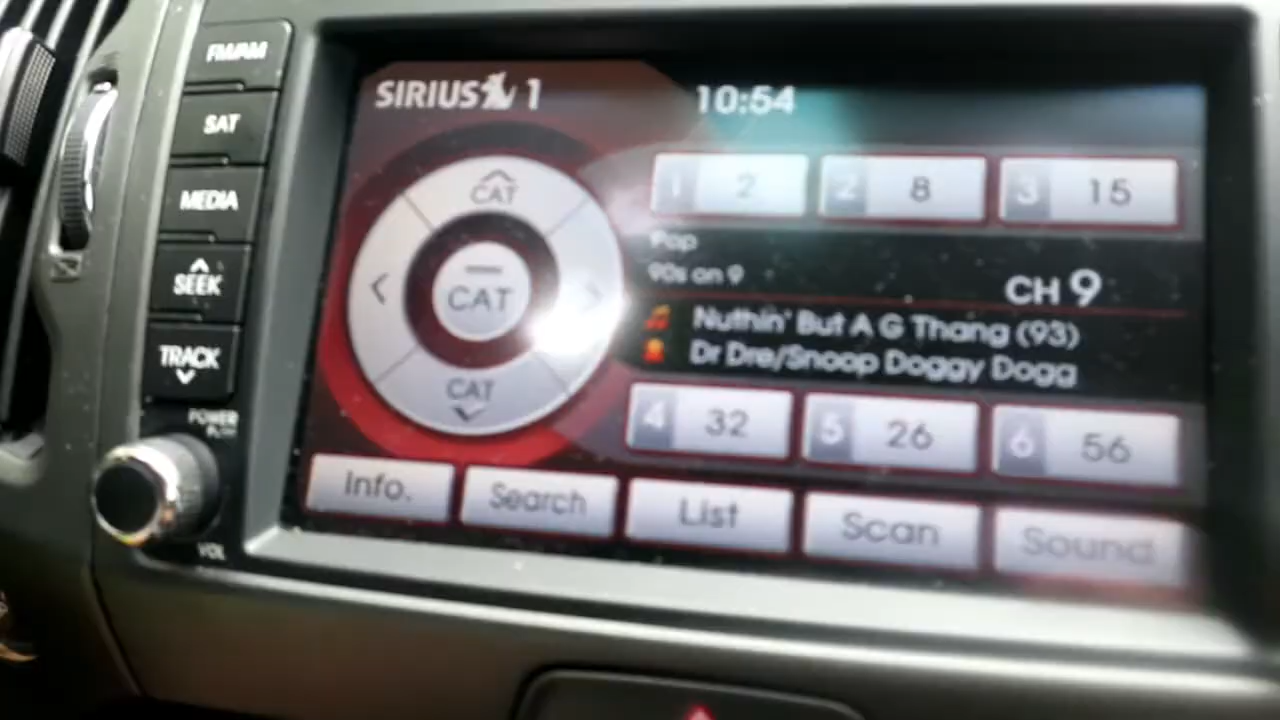 FM/AM
SAT
MEDIA
SEEK
TRACK
POWER
VOL
SIRIUS 1
10:54
1 2
2 8
3 15
CAT
CAT
CAT
Pop
90s on 9
CH 9
Nuthin' But A G Thang (93)
Dr Dre/Snoop Doggy Dogg
4 32
5 26
6 56
Info.
Search
List
Scan
Sound